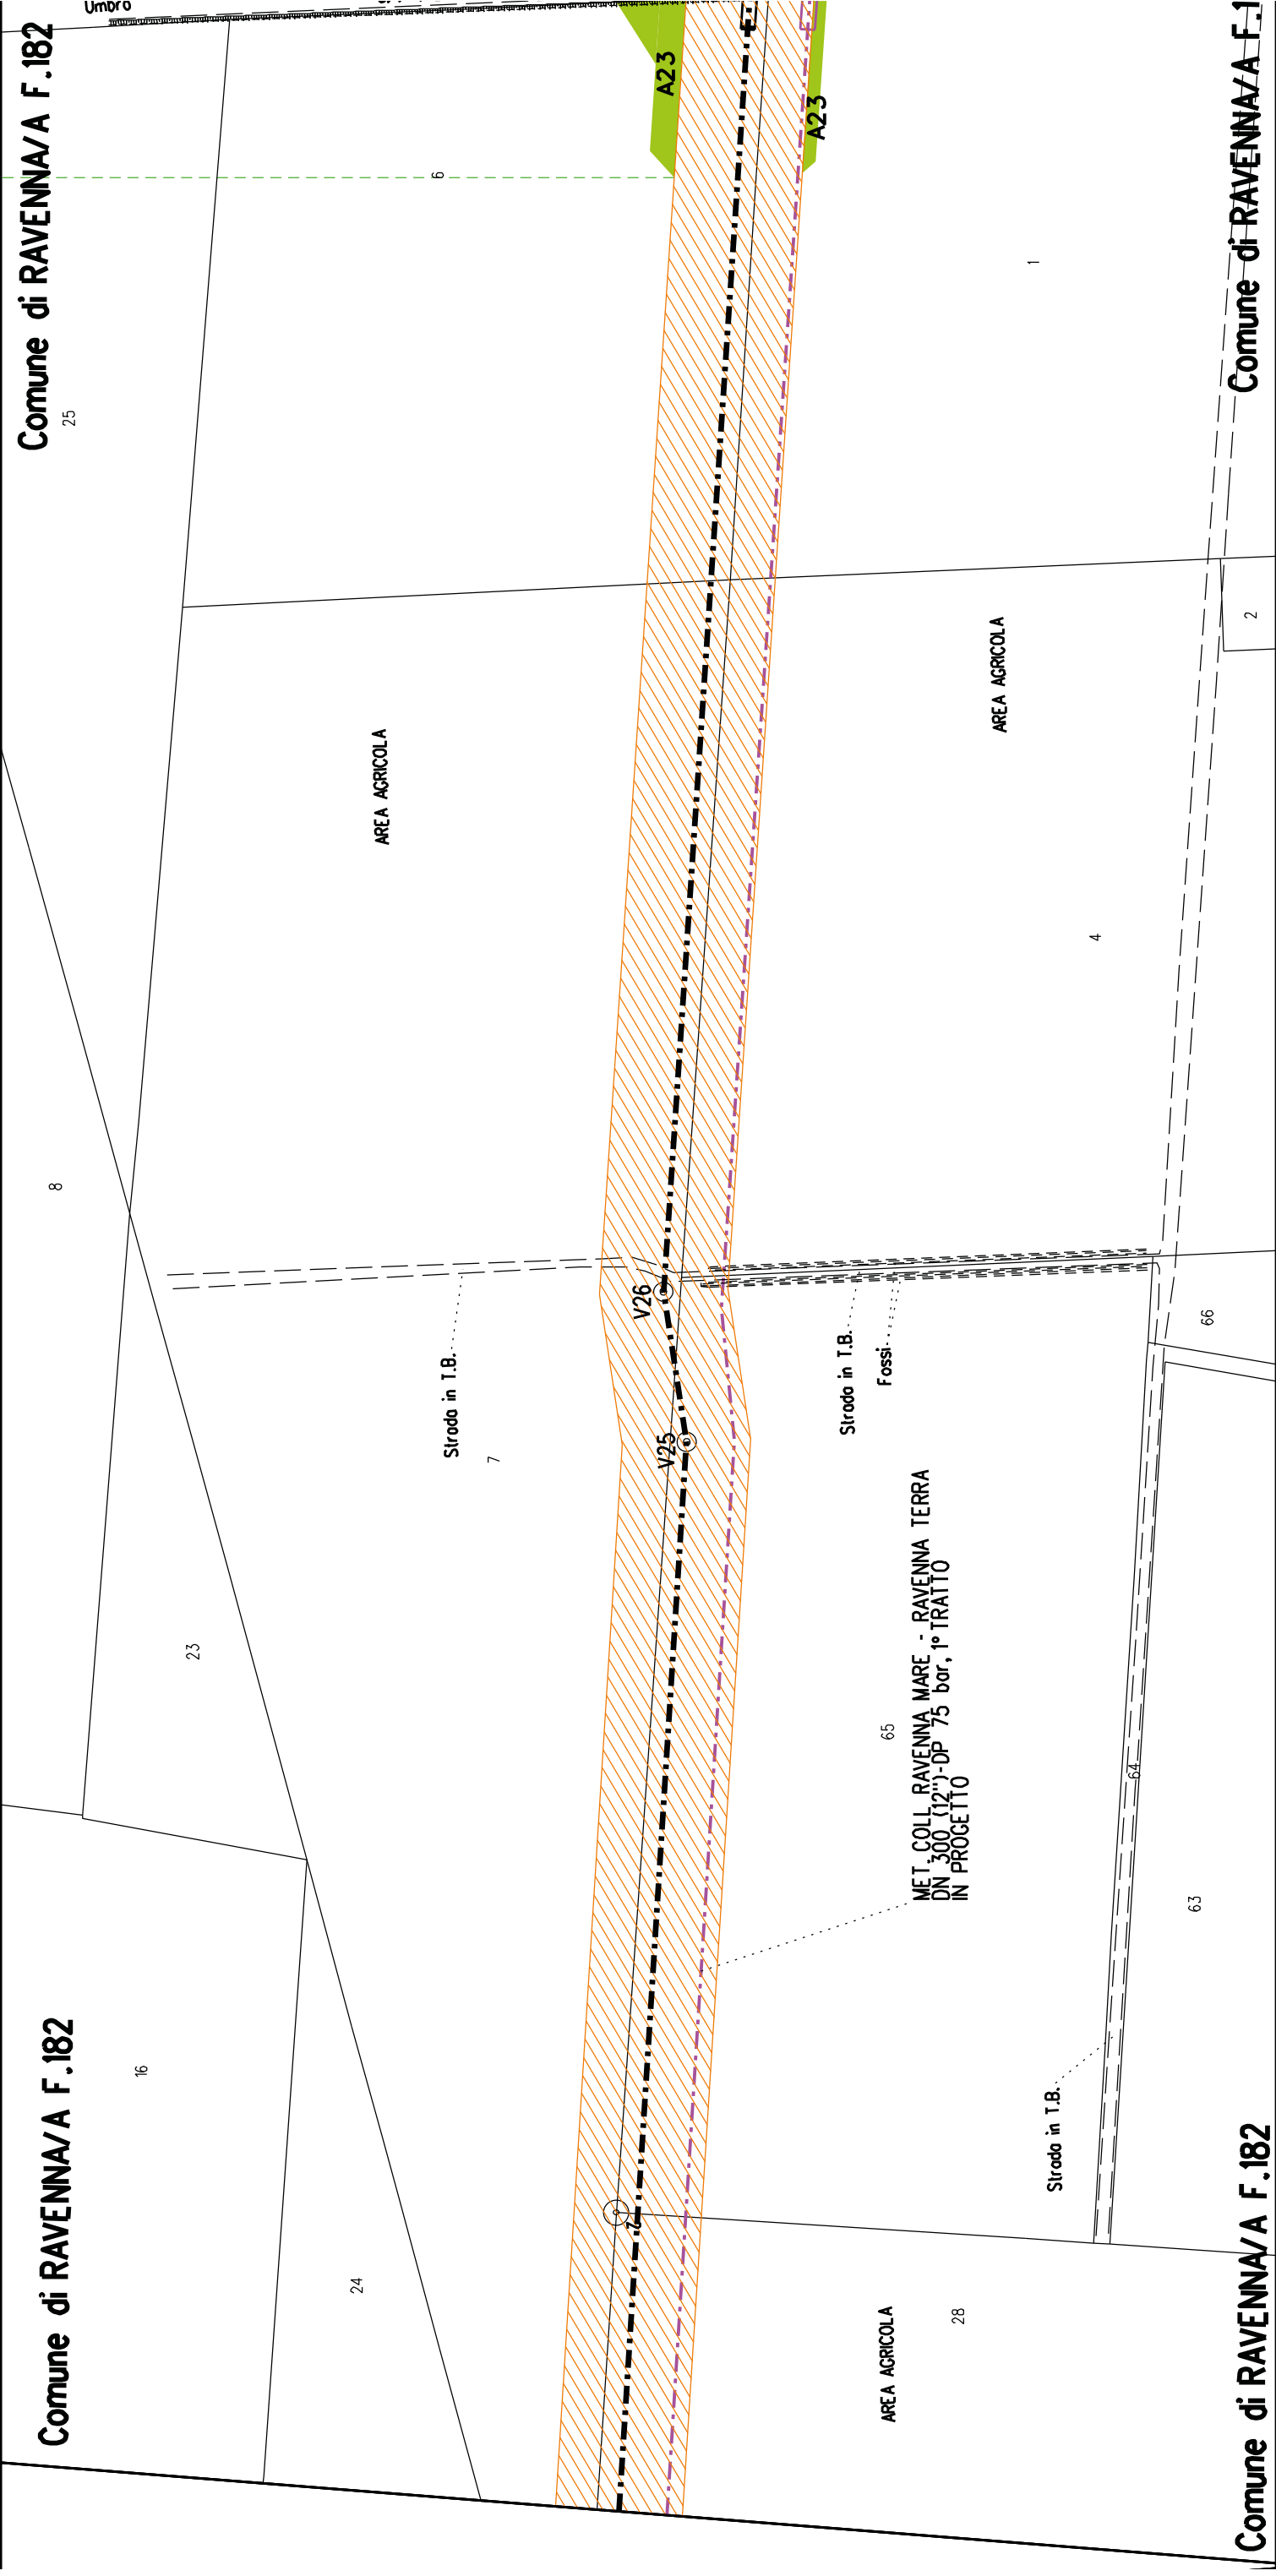 Comune di RAVENNA/A F.182
Umbro
A23
A23
Comune di RAVENNA/A F.1
25
6
1
AREA AGRICOLA
AREA AGRICOLA
2
4
8
V26
V25
Strada in T.B.
7
Strada in T.B.
Fossi
66
23
65
MET. COLL. RAVENNA MARE - RAVENNA TERRA
DN 300 (12")-DP 75 bar, 1° TRATTO
IN PROGETTO
64
63
Comune di RAVENNA/A F.182
16
24
Strada in T.B.
AREA AGRICOLA
28
Comune di RAVENNA/A F.182